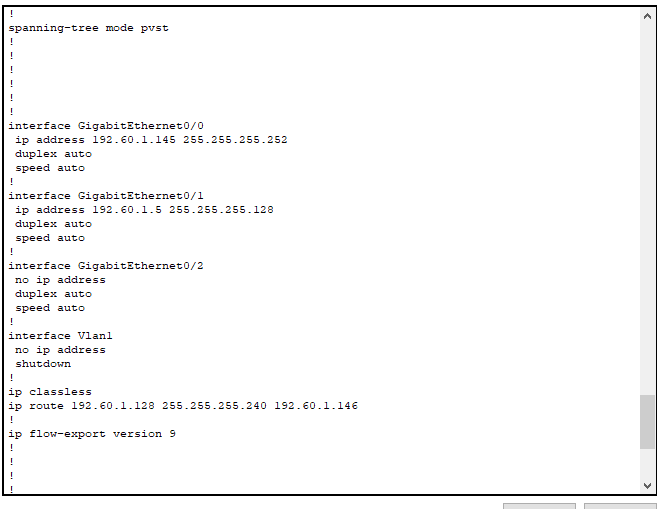 !
spanning-tree mode pvst
!
!
!
!
!
!
interface GigabitEthernet0/0
 ip address 192.60.1.145 255.255.255.252
 duplex auto
 speed auto
!
interface GigabitEthernet0/1
 ip address 192.60.1.5 255.255.255.128
 duplex auto
 speed auto
!
interface GigabitEthernet0/2
 no ip address
 duplex auto
 speed auto
!
interface Vlan1
 no ip address
 shutdown
!
ip classless
ip route 192.60.1.128 255.255.255.240 192.60.1.146
!
ip flow-export version 9
!
!
!
!